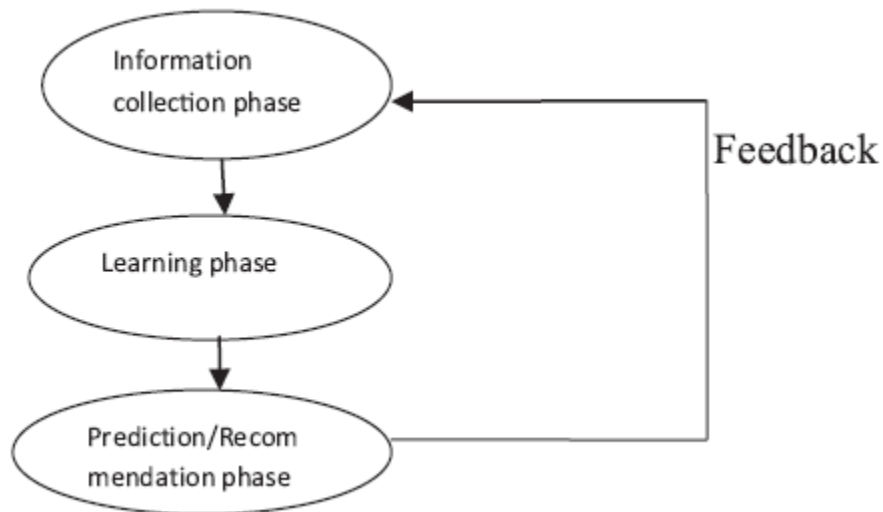 Information
collection phase
Feedback
Learning phase
Prediction/Recom
mendation phase